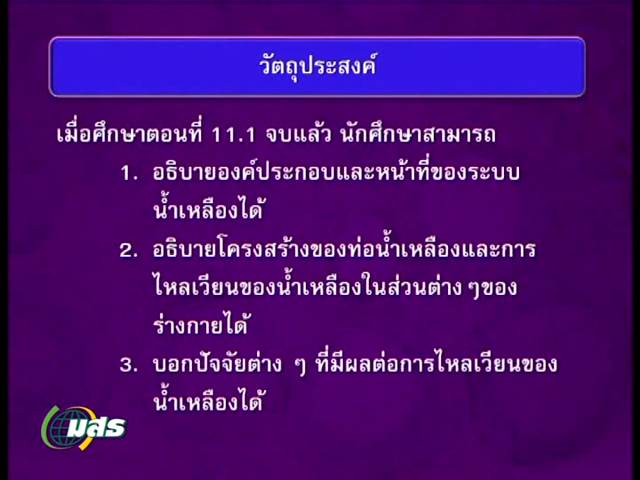 วัตถุประสงค์
เมื่อศึกษาตอนที่ 11.1 จบแล้ว นักศึกษาสามารถ
1. อธิบายองค์ประกอบและหน้าที่ของระบบ
น้ำเหลืองได้
2. อธิบายโครงสร้างของท่อน้ำเหลืองและการ
ไหลเวียนของน้ำเหลืองในส่วนต่าง ๆของ
ร่างกายได้
3. บอกปัจจัยต่าง ๆ ที่มีผลต่อการไหลเวียนของ
น้ำเหลืองได้
มสธ